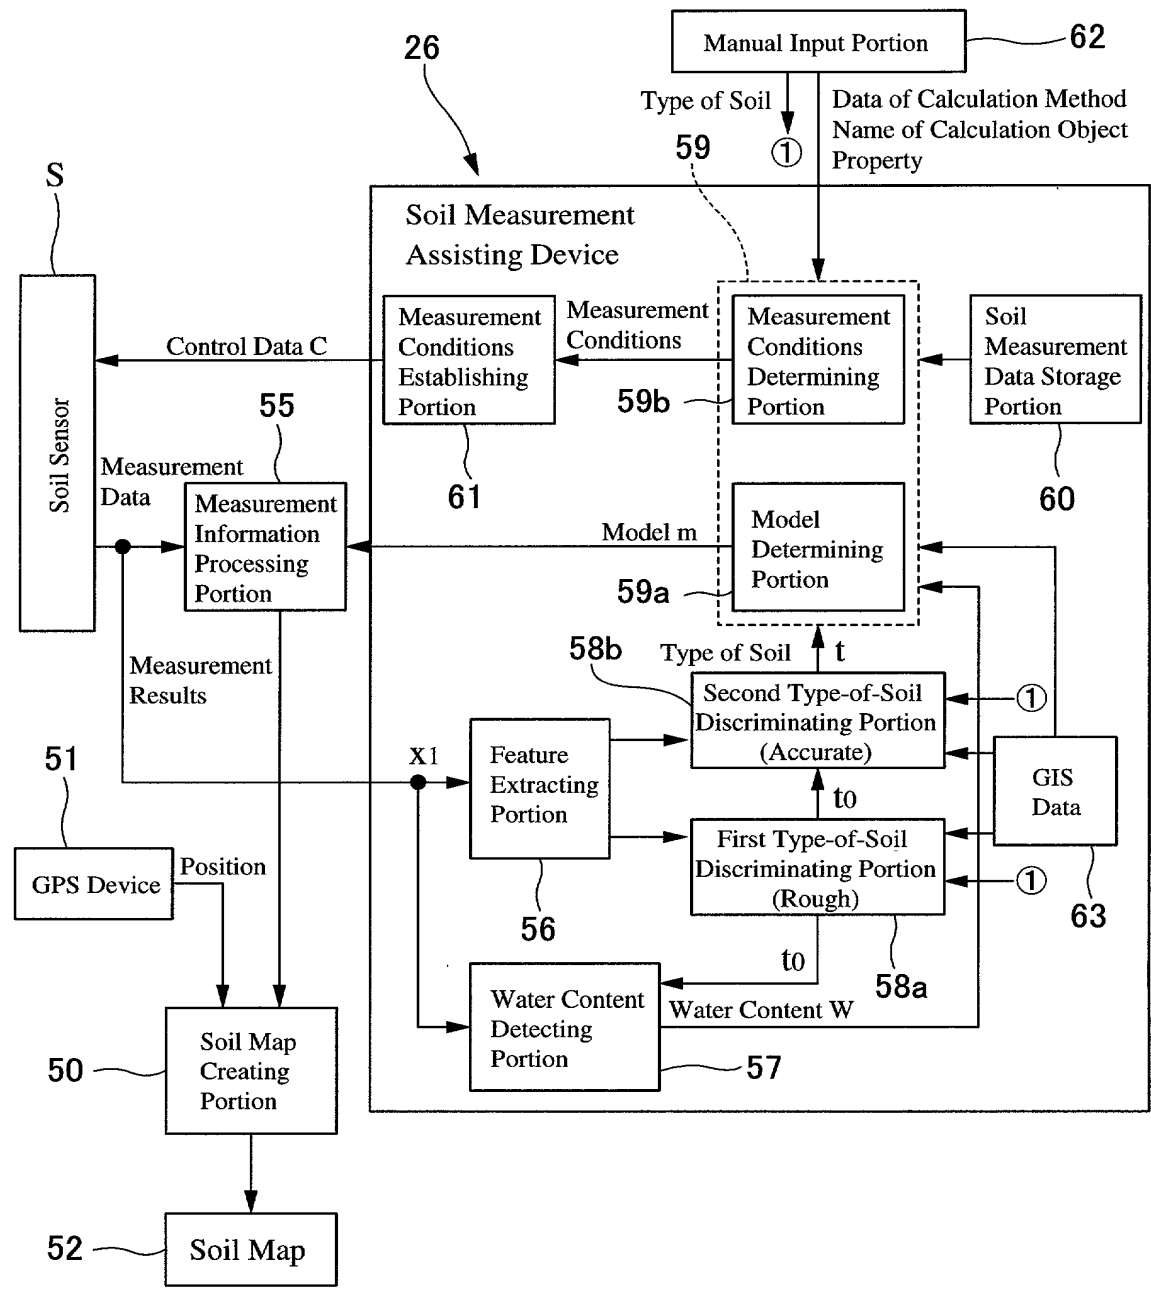 Manual Input Portion
62
26
Type of Soil
①
Data of Calculation Method
Name of Calculation Object
Property
59
S
Soil Measurement
Assisting Device
Soil Sensor
Control Data C
Measurement
Conditions
Establishing
Portion
61
Measurement
Conditions
Measurement
Conditions
Determining
Portion
59b
Soil
Measurement
Data Storage
Portion
60
55
Measurement
Data
Measurement
Information
Processing
Portion
Model m
Model
Determining
Portion
59a
Measurement
Results
58b
Type of Soil
t
Second Type-of-Soil
Discriminating Portion
(Accurate)
①
x1
Feature
Extracting
Portion
56
t0
GIS
Data
63
First Type-of-Soil
Discriminating Portion
(Rough)
①
58a
51
GPS Device
Position
t0
Water Content
Detecting
Portion
Water Content W
57
50
Soil Map
Creating
Portion
52
Soil Map